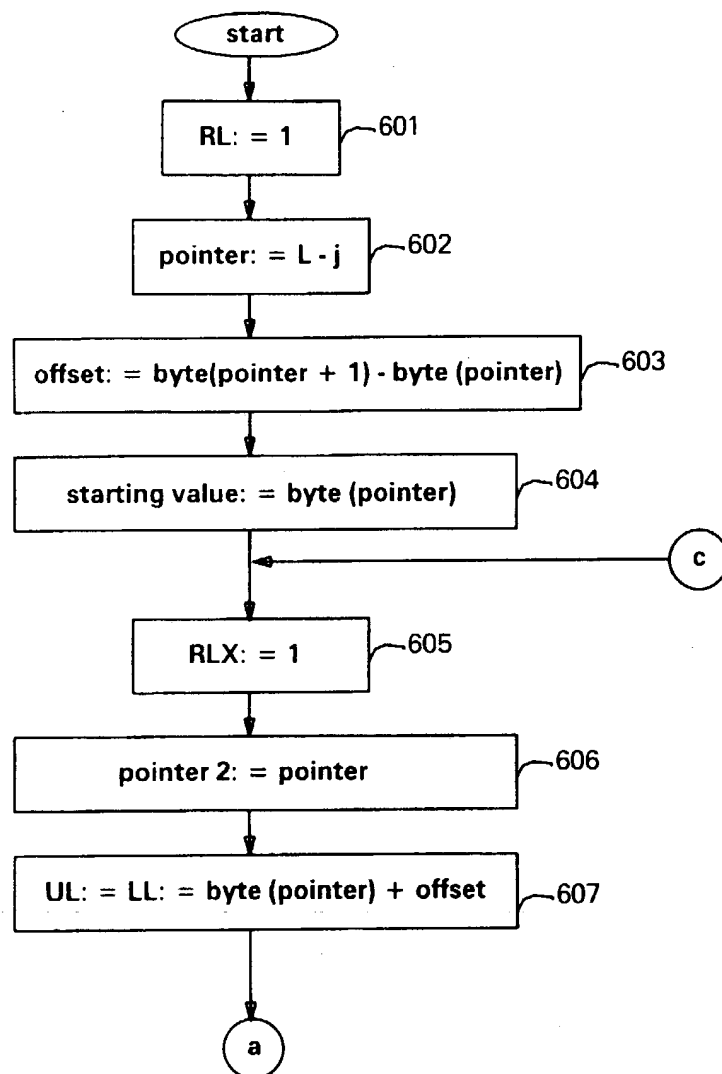 start
RL: = 1
601
pointer: = L - j
602
offset: = byte(pointer + 1) - byte (pointer)
603
starting value: = byte (pointer)
604
c
RLX: = 1
605
pointer 2: = pointer
606
UL: = LL: = byte (pointer) + offset
607
a